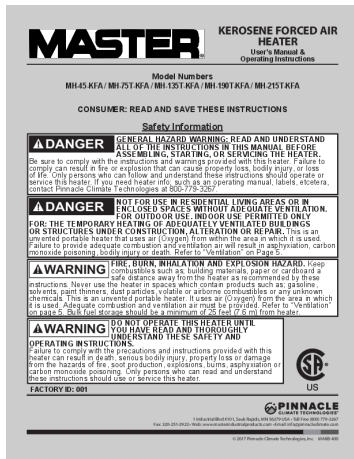 MASTER
KEROSENE FORCED AIR
HEATER
User's Manual &
Operating Instructions
Model Numbers
MH-45-KFA / MH-75T-KFA / MH-135T-KFA / MH-190T-KFA / MH-215T-KFA
CONSUMER: READ AND SAVE THESE INSTRUCTIONS
Safety Information
DANGER
GENERAL HAZARD WARNING: READ AND UNDERSTAND
ALL OF THE INSTRUCTIONS IN THIS MANUAL BEFORE
ASSEMBLING, STARTING, OR SERVICING THE HEATER.
Be sure to comply with the instructions and warnings provided with this heater. Failure to
comply can result in fire or explosion that can cause property loss, bodily injury, or loss
of life. Only persons who can follow and understand these instructions should operate or
service this heater. If you need heater info; such as an operating manual, labels, etcetera,
contact Pinnacle Climate Technologies at 800-779-3267.
DANGER
NOT FOR USE IN RESIDENTIAL LIVING AREAS OR IN
ENCLOSED SPACES WITHOUT ADEQUATE VENTILATION.
FOR OUTDOOR USE. INDOOR USE PERMITTED ONLY
FOR: THE TEMPORARY HEATING OF ADEQUATELY VENTILATED BUILDINGS
OR STRUCTURES UNDER CONSTRUCTION, ALTERATION OR REPAIR. This is an
unvented portable heater that uses air (Oxygen) from within the area in which it is used.
Failure to provide adequate combustion and ventilation air will result in asphyxiation, carbon
monoxide poisoning, bodily injury or death. Refer to "Ventilation" on Page 5.
WARNING
FIRE, BURN, INHALATION AND EXPLOSION HAZARD. Keep
combustibles such as; building materials, paper or cardboard a
safe distance away from the heater as recommended by these
instructions. Never use the heater in spaces which contain products such as; gasoline,
solvents, paint thinners, dust particles, volatile or airborne combustibles or any unknown
chemicals. This is an unvented portable heater. It uses air (Oxygen) from the area in which
it is used. Adequate combustion and ventilation air must be provided. Refer to "Ventilation"
on page 5. Bulk fuel storage should be a minimum of 25 feet (7.6 m) from heater.
WARNING
DO NOT OPERATE THIS HEATER UNTIL
YOU HAVE READ AND THOROUGHLY
UNDERSTAND THESE SAFETY AND
OPERATING INSTRUCTIONS.
Failure to comply with the precautions and instructions provided with this
heater can result in death, serious bodily injury, property loss or damage
from the hazards of fire, soot production, explosions, burns, asphyxiation or
carbon monoxide poisoning. Only persons who can read and understand
these instructions should use or service this heater.
FACTORY ID: 001
US
PINNACLE
CLIMATE TECHNOLOGIES